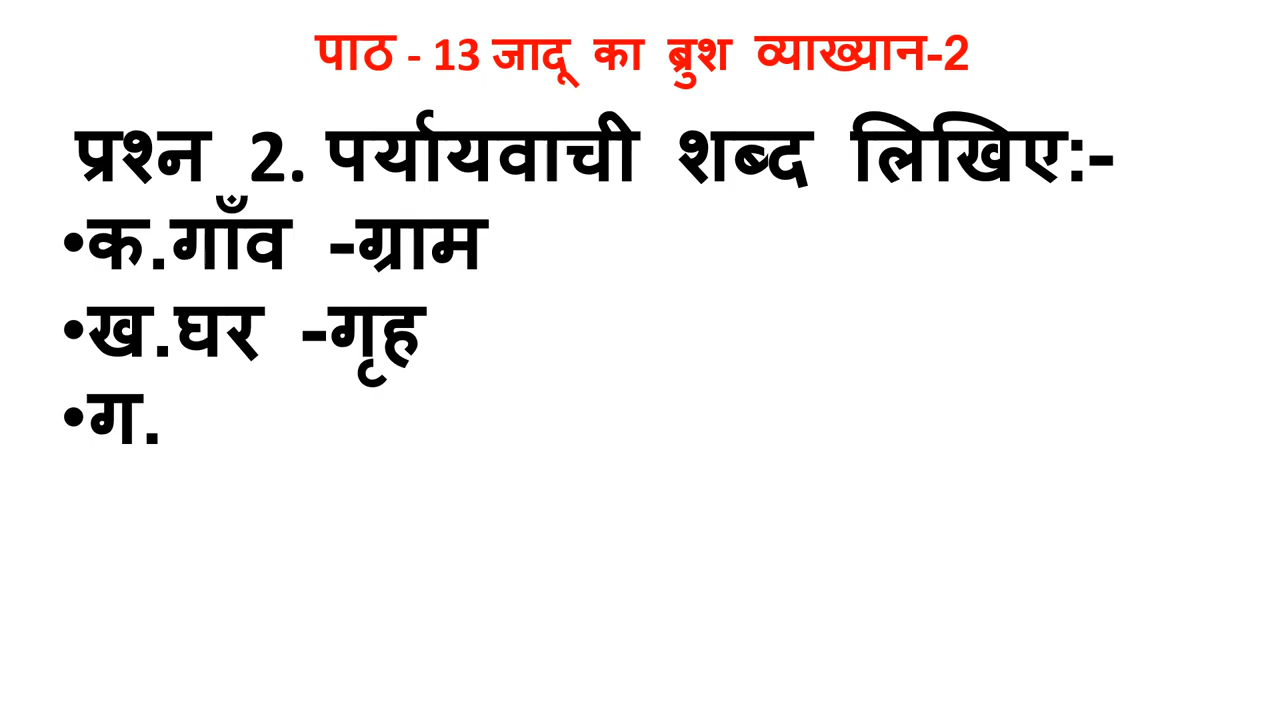 पाठ - 13 जादू का ब्रुश व्याख्यान-2
प्रश्न 2. पर्यायवाची शब्द लिखिए:-
•क.गाँव -ग्राम
•ख.घर -गृह
•ग.